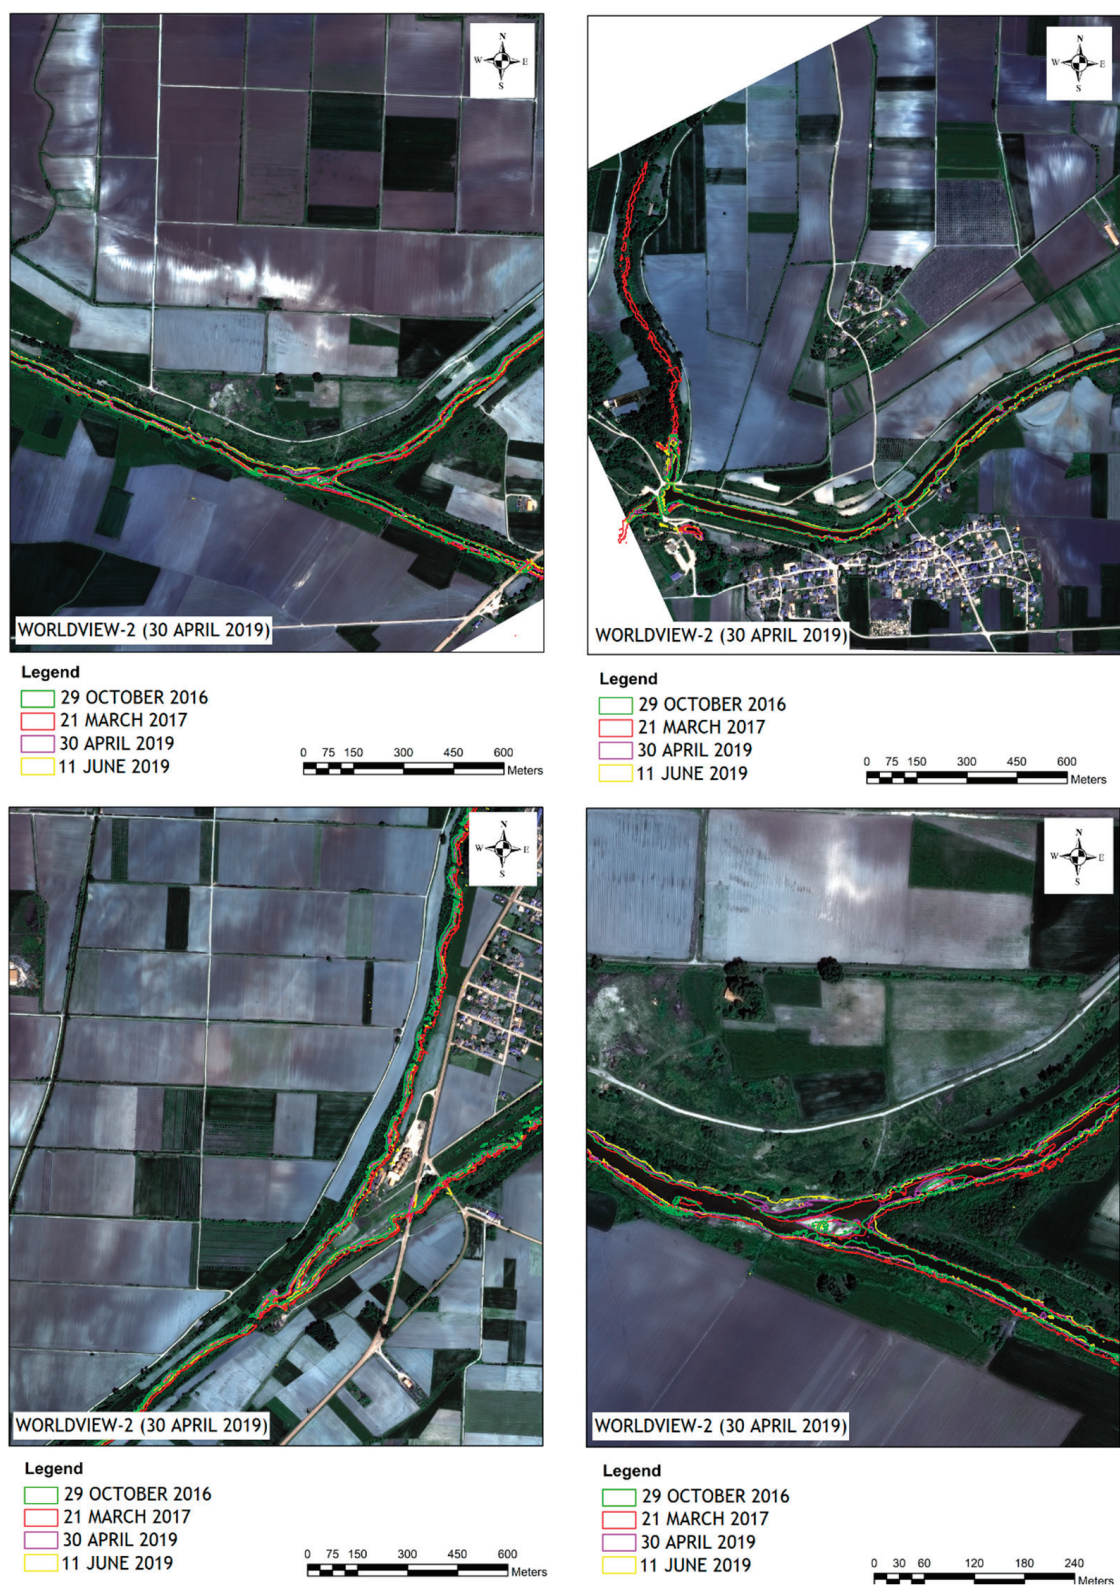 N
W E
S
WORLDVIEW-2 (30 APRIL 2019)
Legend
29 OCTOBER 2016
21 MARCH 2017
30 APRIL 2019
11 JUNE 2019
0 75 150 300 450 600
Meters
N
W E
S
WORLDVIEW-2 (30 APRIL 2019)
Legend
29 OCTOBER 2016
21 MARCH 2017
30 APRIL 2019
11 JUNE 2019
0 75 150 300 450 600
Meters
N
W E
S
WORLDVIEW-2 (30 APRIL 2019)
Legend
29 OCTOBER 2016
21 MARCH 2017
30 APRIL 2019
11 JUNE 2019
0 75 150 300 450 600
Meters
N
W E
S
WORLDVIEW-2 (30 APRIL 2019)
Legend
29 OCTOBER 2016
21 MARCH 2017
30 APRIL 2019
11 JUNE 2019
0 30 60 120 180 240
Meters